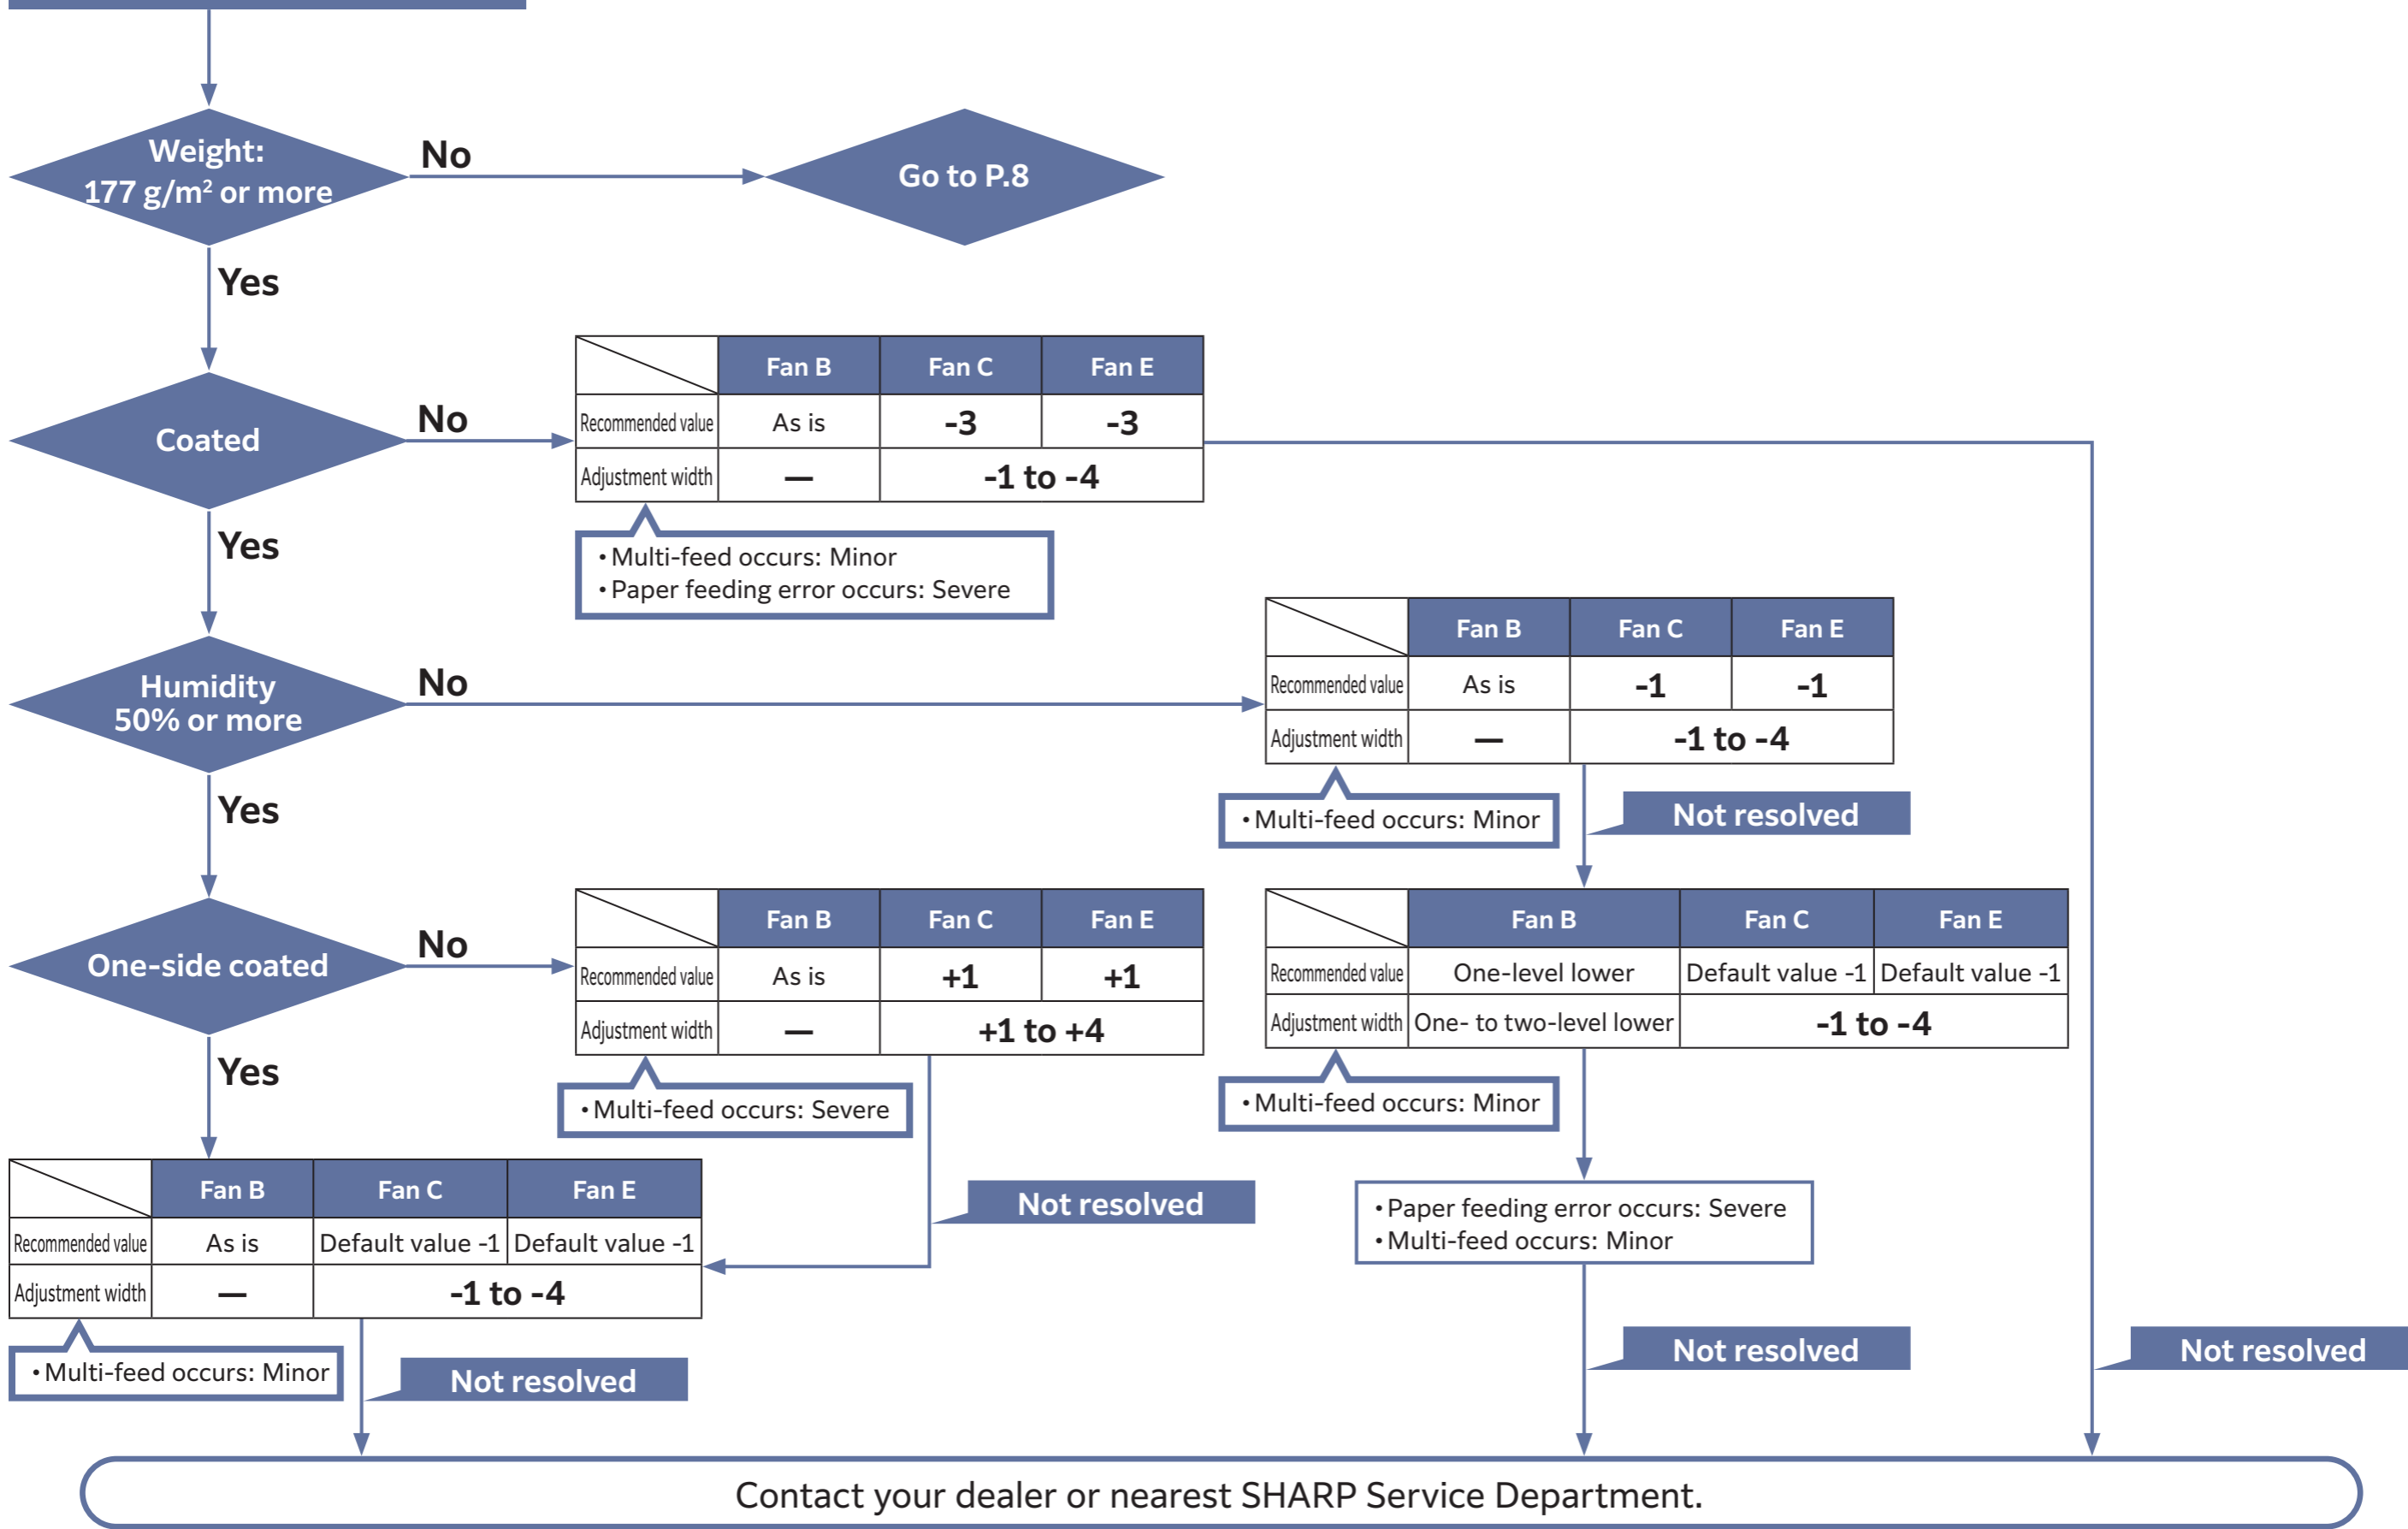 Weight:
177 g/m² or more
No
Go to P.8
Yes
Coated
No
Fan B Fan C Fan E
Recommended value As is -3 -3
Adjustment width — -1 to -4
• Multi-feed occurs: Minor
• Paper feeding error occurs: Severe
Yes
Humidity
50% or more
No
Fan B Fan C Fan E
Recommended value As is -1 -1
Adjustment width — -1 to -4
• Multi-feed occurs: Minor
Not resolved
Yes
One-side coated
No
Fan B Fan C Fan E
Recommended value As is +1 +1
Adjustment width — +1 to +4
• Multi-feed occurs: Severe
Not resolved
Fan B Fan C Fan E
Recommended value One-level lower Default value -1 Default value -1
Adjustment width One- to two-level lower -1 to -4
• Multi-feed occurs: Minor
• Paper feeding error occurs: Severe
• Multi-feed occurs: Minor
Not resolved
Not resolved
Yes
Fan B Fan C Fan E
Recommended value As is Default value -1 Default value -1
Adjustment width — -1 to -4
• Multi-feed occurs: Minor
Not resolved
Contact your dealer or nearest SHARP Service Department.